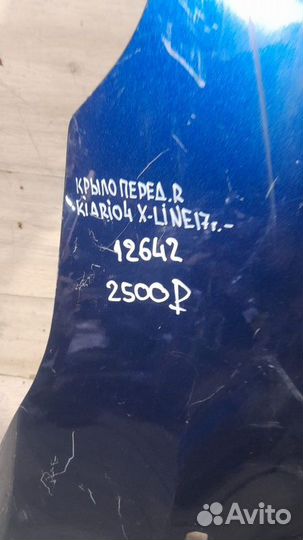 КРЫЛО ПЕРЕД. R
KIA RIO4 X-LINE 17г.-
12642
2500₽
Avito